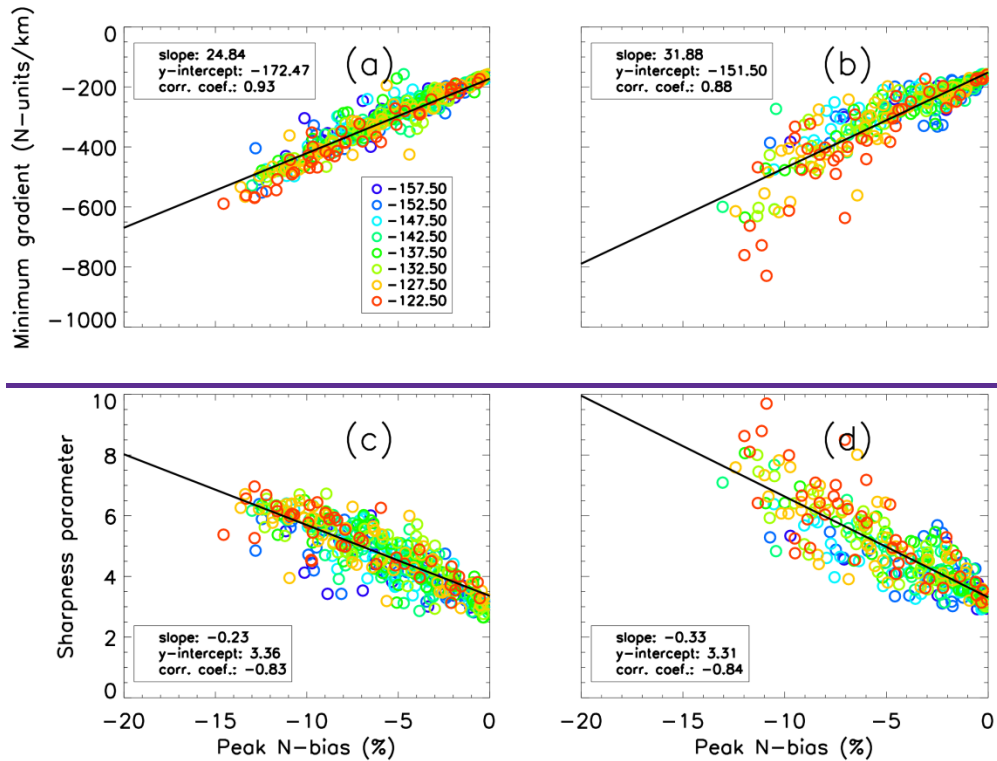 0
−200
−400
−600
−800
−1000
Minimum gradient (N−units/km)
slope: 24.84
y−intercept: −172.47
corr. coef.: 0.93
(a)
−157.50
−152.50
−147.50
−142.50
−137.50
−132.50
−127.50
−122.50
slope: 31.88
y−intercept: −151.50
corr. coef.: 0.88
(b)
10
8
6
4
2
0
Sharpness parameter
(c)
slope: −0.23
y−intercept: 3.36
corr. coef.: −0.83
−20 −15 −10 −5 0
Peak N−bias (%)
(d)
slope: −0.33
y−intercept: 3.31
corr. coef.: −0.84
−20 −15 −10 −5 0
Peak N−bias (%)